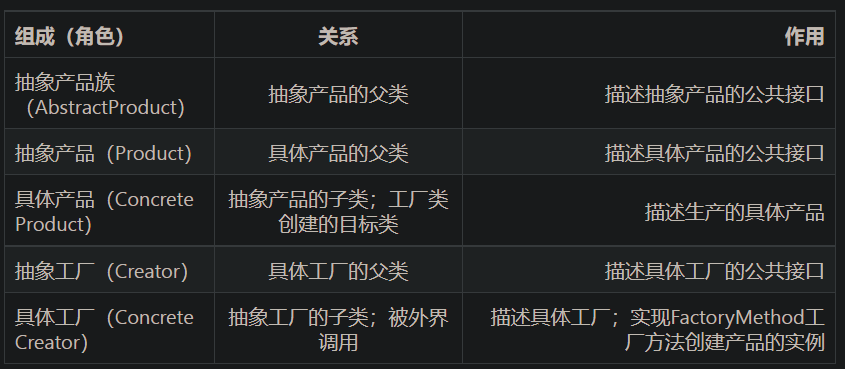 组成（角色） 关系 作用
抽象产品族
（AbstractProduct） 抽象产品的父类 描述抽象产品的公共接口
抽象产品（Product） 具体产品的父类 描述具体产品的公共接口
具体产品（Concrete
Product） 抽象产品的子类；工厂类
创建的目标类 描述生产的具体产品
抽象工厂（Creator） 具体工厂的父类 描述具体工厂的公共接口
具体工厂（Concrete
Creator） 抽象工厂的子类；被外界
调用 描述具体工厂；实现FactoryMethod工
厂方法创建产品的实例